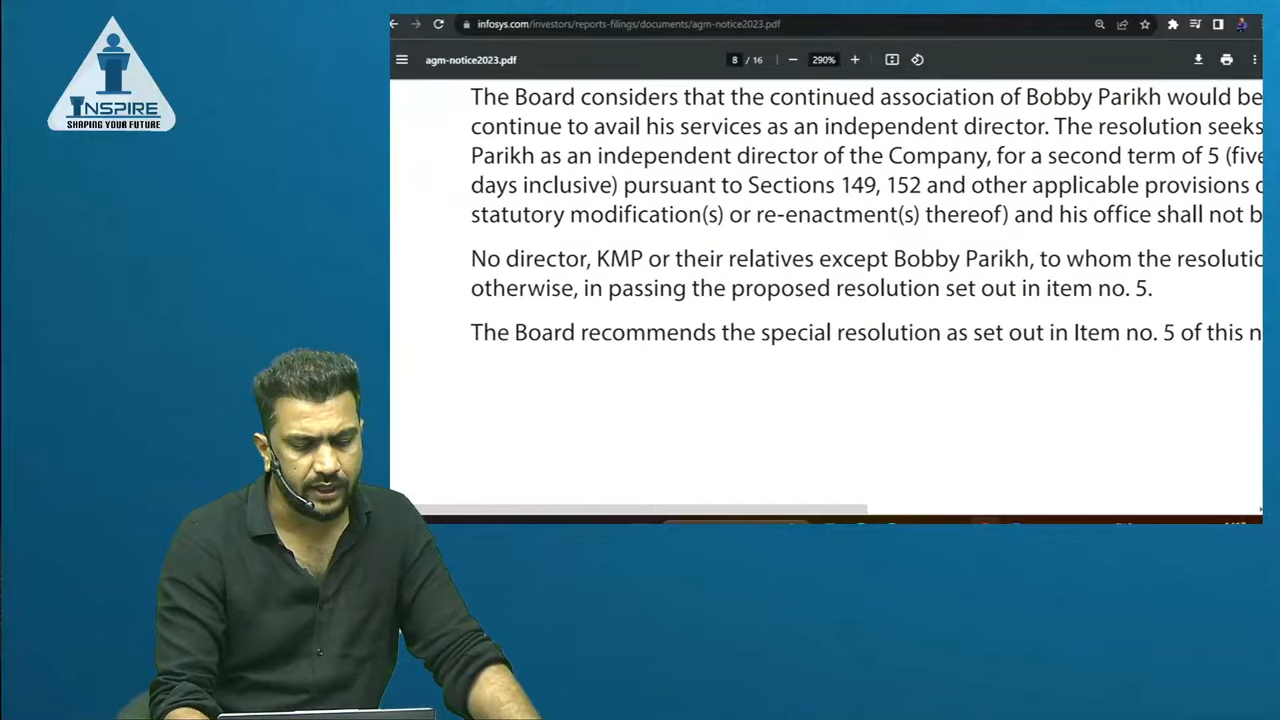 INSPIRE
SHAPING YOUR FUTURE
infosys.com/investors/reports-filings/documents/agm-notice2023.pdf
agm-notice2023.pdf
8 / 16
290%
The Board considers that the continued association of Bobby Parikh would be
continue to avail his services as an independent director. The resolution seeks
Parikh as an independent director of the Company, for a second term of 5 (five
days inclusive) pursuant to Sections 149, 152 and other applicable provisions
statutory modification(s) or re-enactment(s) thereof) and his office shall not b
No director, KMP or their relatives except Bobby Parikh, to whom the resolutio
otherwise, in passing the proposed resolution set out in item no. 5.
The Board recommends the special resolution as set out in Item no. 5 of this n